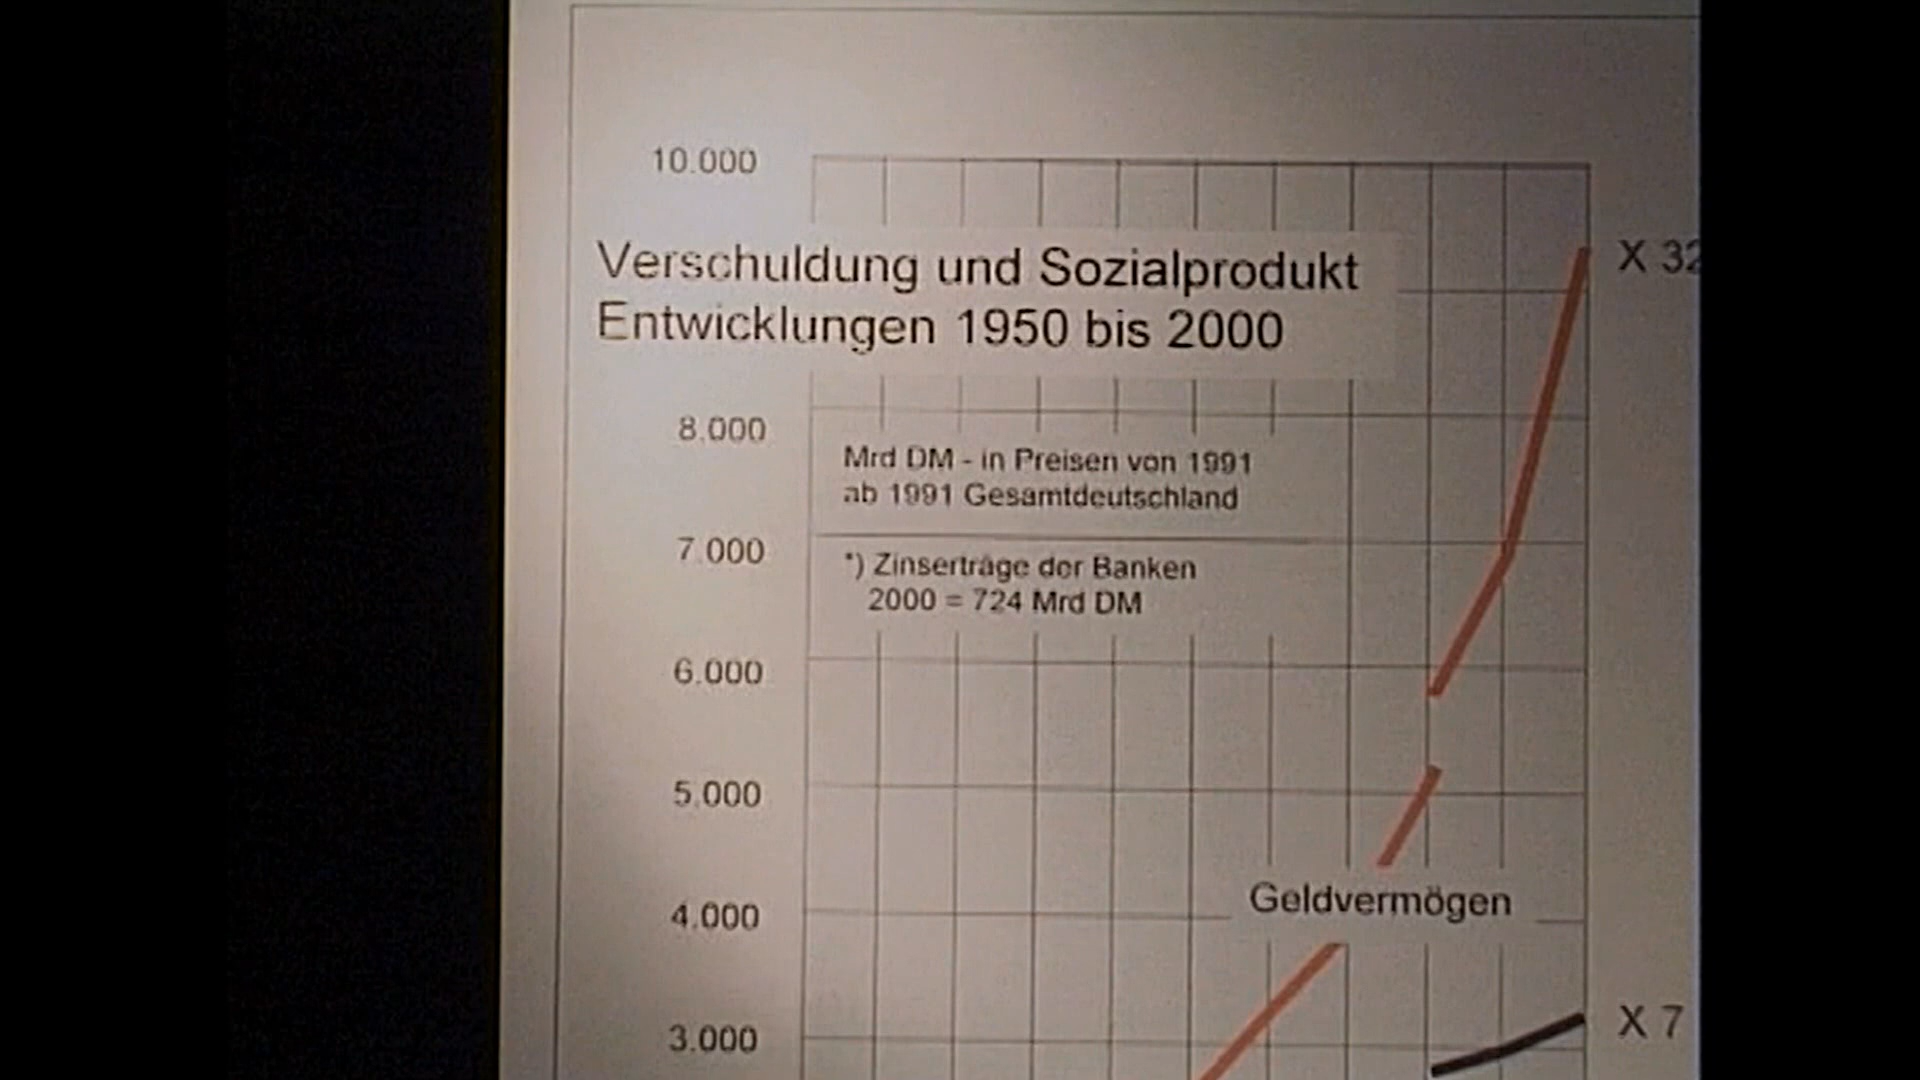 10.000
X 32
Verschuldung und Sozialprodukt
Entwicklungen 1950 bis 2000
8.000
Mrd DM - in Preisen von 1991
ab 1991 Gesamtdeutschland
7.000
*) Zinserträge der Banken
2000 = 724 Mrd DM
6.000
5.000
Geldvermögen
4.000
X 7
3.000